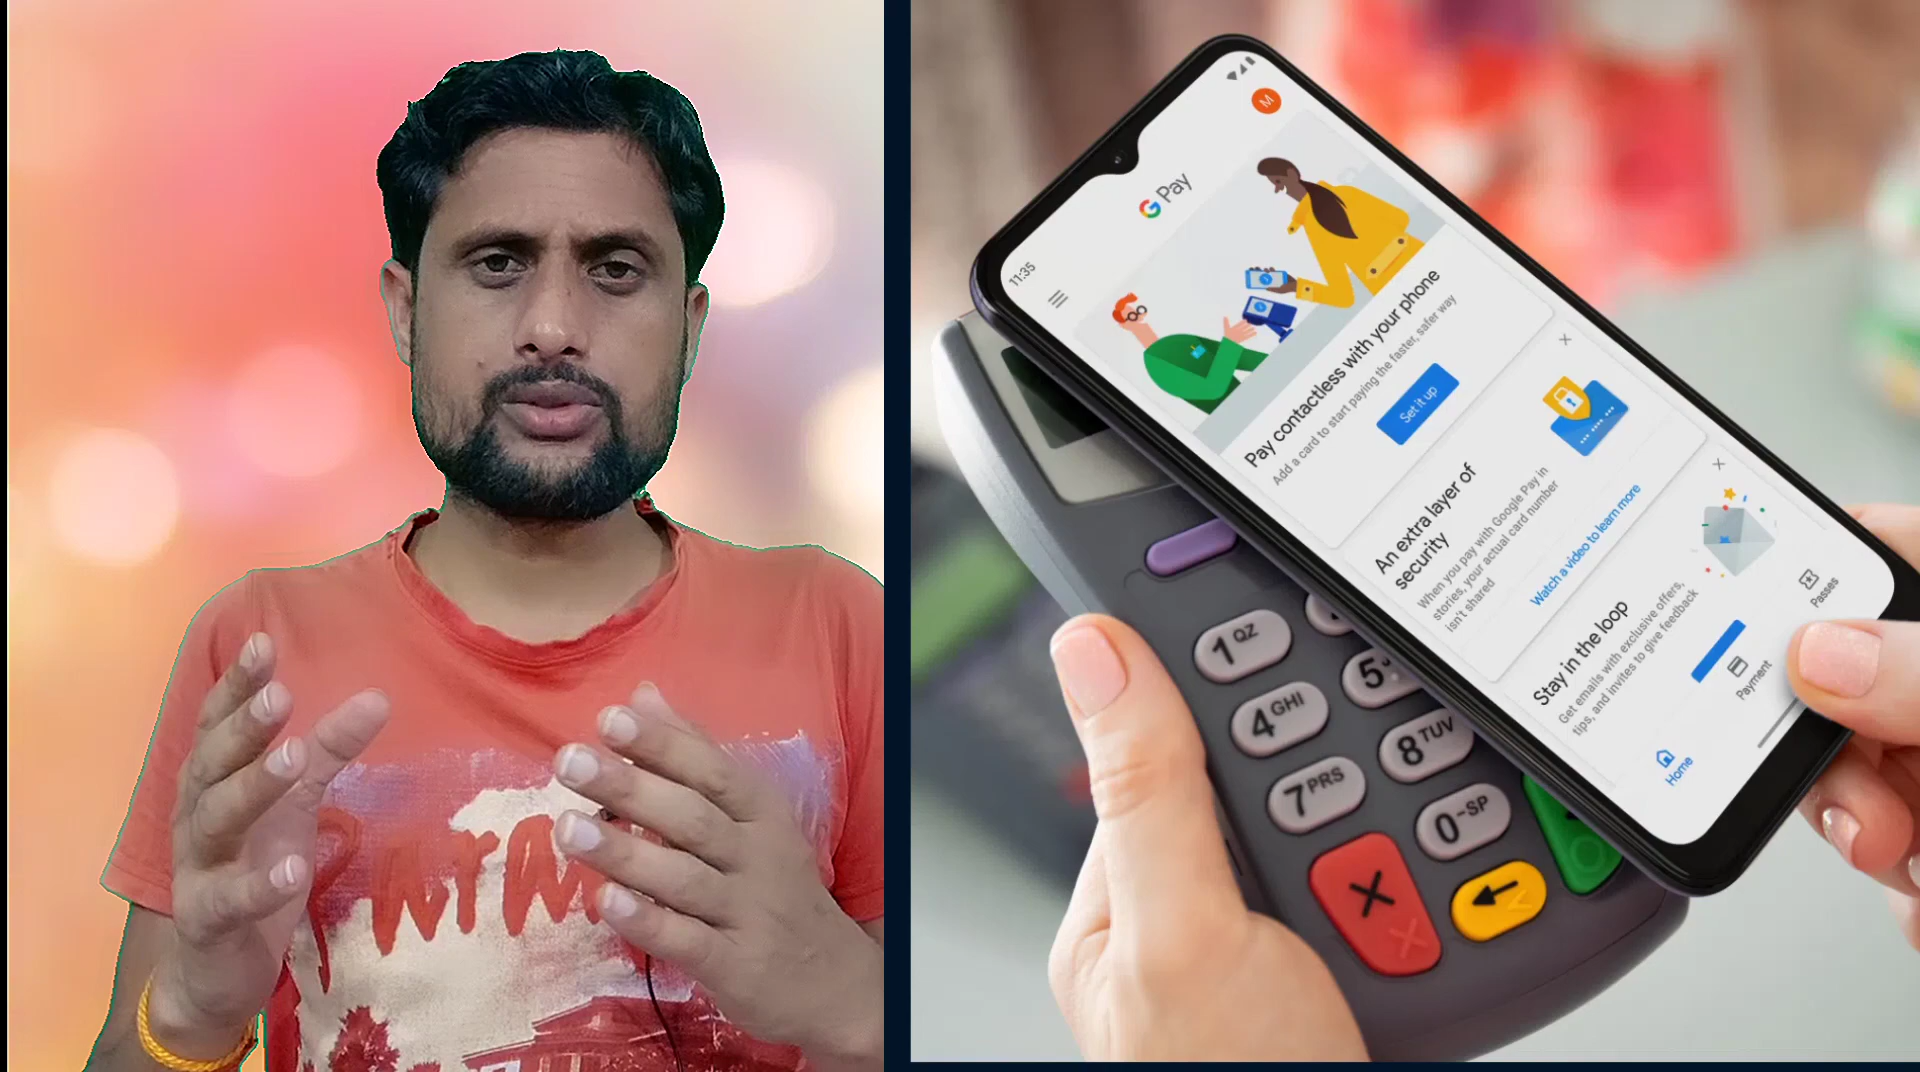 Para
11:35
M
G Pay
Pay contactless with your phone
Add a card to start paying the faster, safer way
Set it up
An extra layer of
security
When you pay with Google Pay in
stories, your actual card number
isn't shared
Watch a video to learn more
Stay in the loop
Get emails with exclusive offers,
tips, and invites to give feedback
Home
Payment
Passes
1 QZ
4 GHI
5
7 PRS
8 TUV
0 -SP